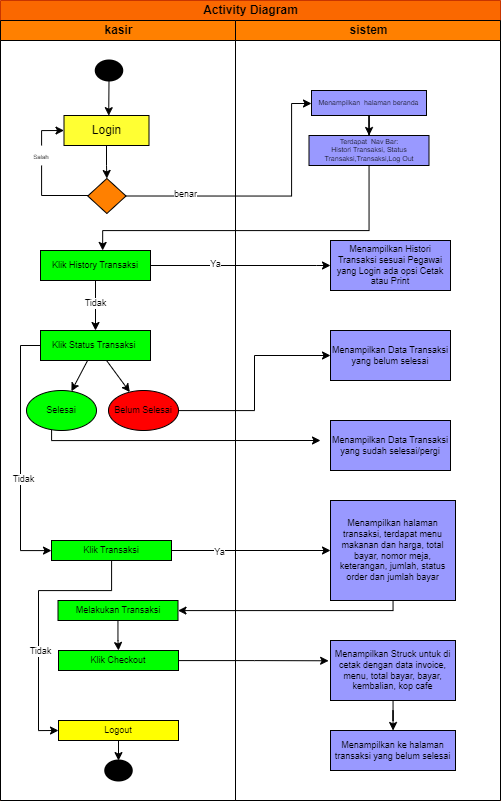 Activity Diagram
kasir
sistem
Login
Salah
benar
Menampilkan halaman beranda
Terdapat Nav Bar:
Histori Transaksi, Status
Transaksi,Transaksi,Log Out
Klik History Transaksi
Ya
Menampilkan Histori
Transaksi sesuai Pegawai
yang Login ada opsi Cetak
atau Print
Tidak
Klik Status Transaksi
Menampilkan Data Transaksi
yang belum selesai
Selesai
Belum Selesai
Menampilkan Data Transaksi
yang sudah selesai/pergi
Tidak
Klik Transaksi
Ya
Menampilkan halaman
transaksi, terdapat menu
makanan dan harga, total
bayar, nomor meja,
keterangan, jumlah, status
order dan jumlah bayar
Melakukan Transaksi
Tidak
Klik Checkout
Menampilkan Struck untuk di
cetak dengan data invoice,
menu, total bayar, bayar,
kembalian, kop cafe
Logout
Menampilkan ke halaman
transaksi yang belum selesai